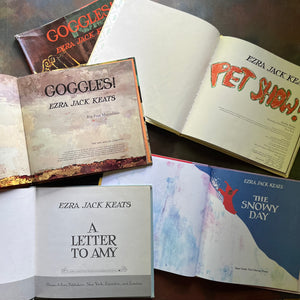 GOGGLES!
EZRA JACK KEATS
EZRA JACK KEATS
PET SHOW!
GOGGLES!
EZRA JACK KEATS
EZRA JACK KEATS
THE
SNOWY
DAY
EZRA JACK KEATS
A
LETTER
TO AMY